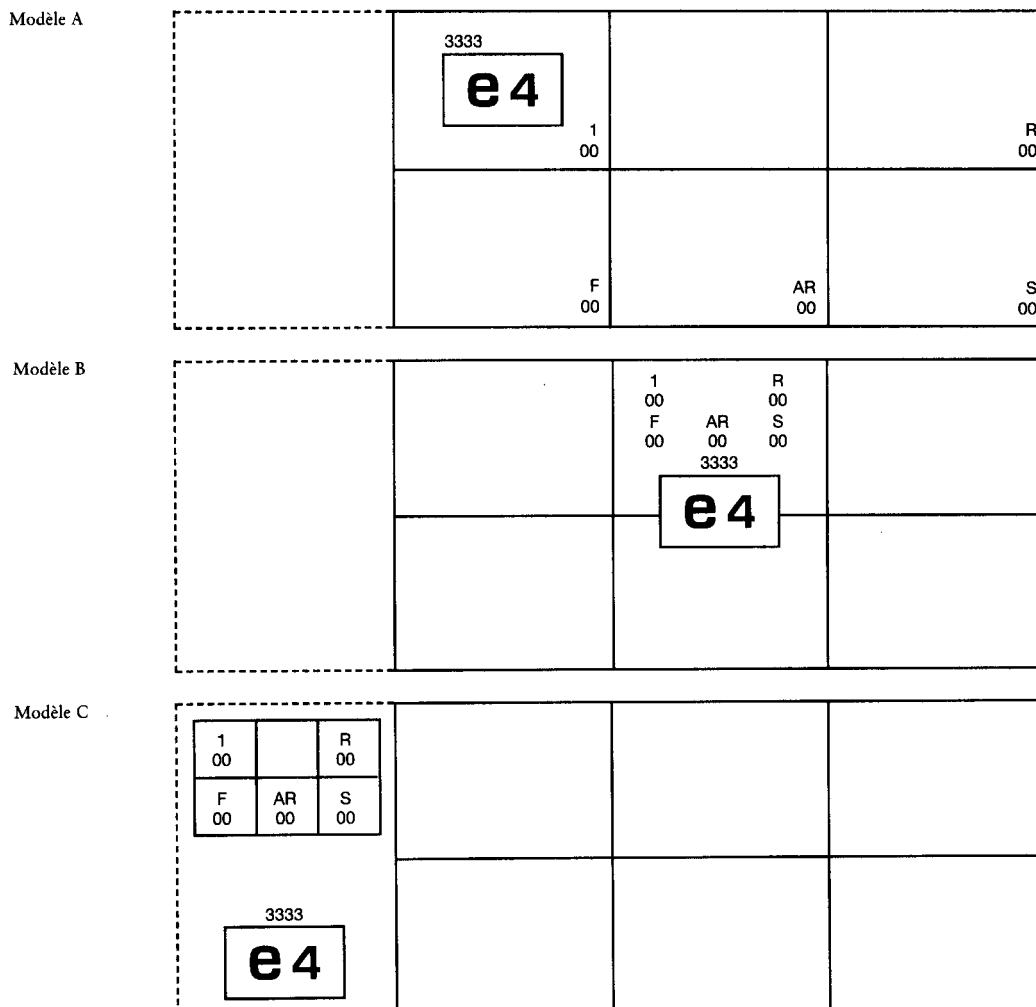 Modèle A
3333
e 4
1
00
R
00
F
00
AR
00
S
00
Modèle B
1 R
00 00
F AR S
00 00 00
3333
e 4
Modèle C
1 R
00 00
F AR S
00 00 00
3333
e 4